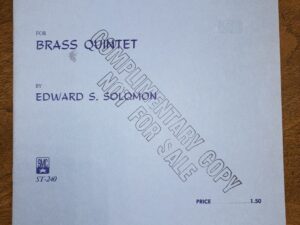 FOR
BRASS QUINTET
BY
EDWARD S. SOLOMON
COMPLIMENTARY COPY
NOT FOR SALE
ST-240
PRICE ........... 1.50